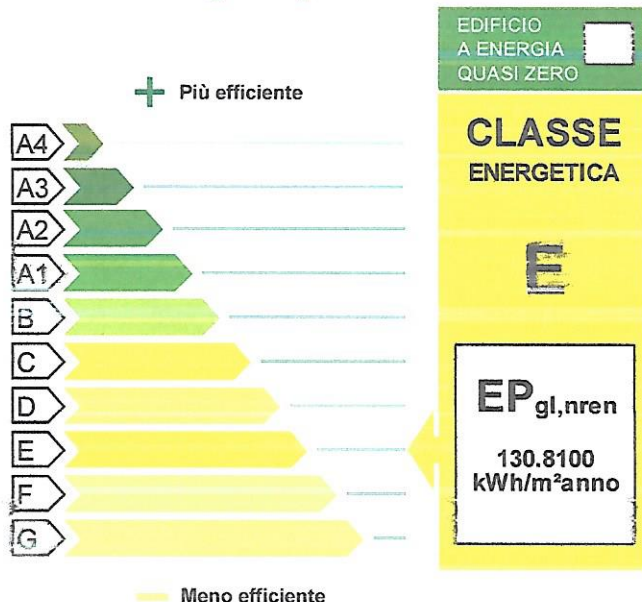 EDIFICIO
A ENERGIA
QUASI ZERO
+ Più efficiente
A4
A3
A2
A1
B
C
D
E
F
G
Meno efficiente
CLASSE
ENERGETICA
E
EPgl,nren
130.8100
kWh/m²anno